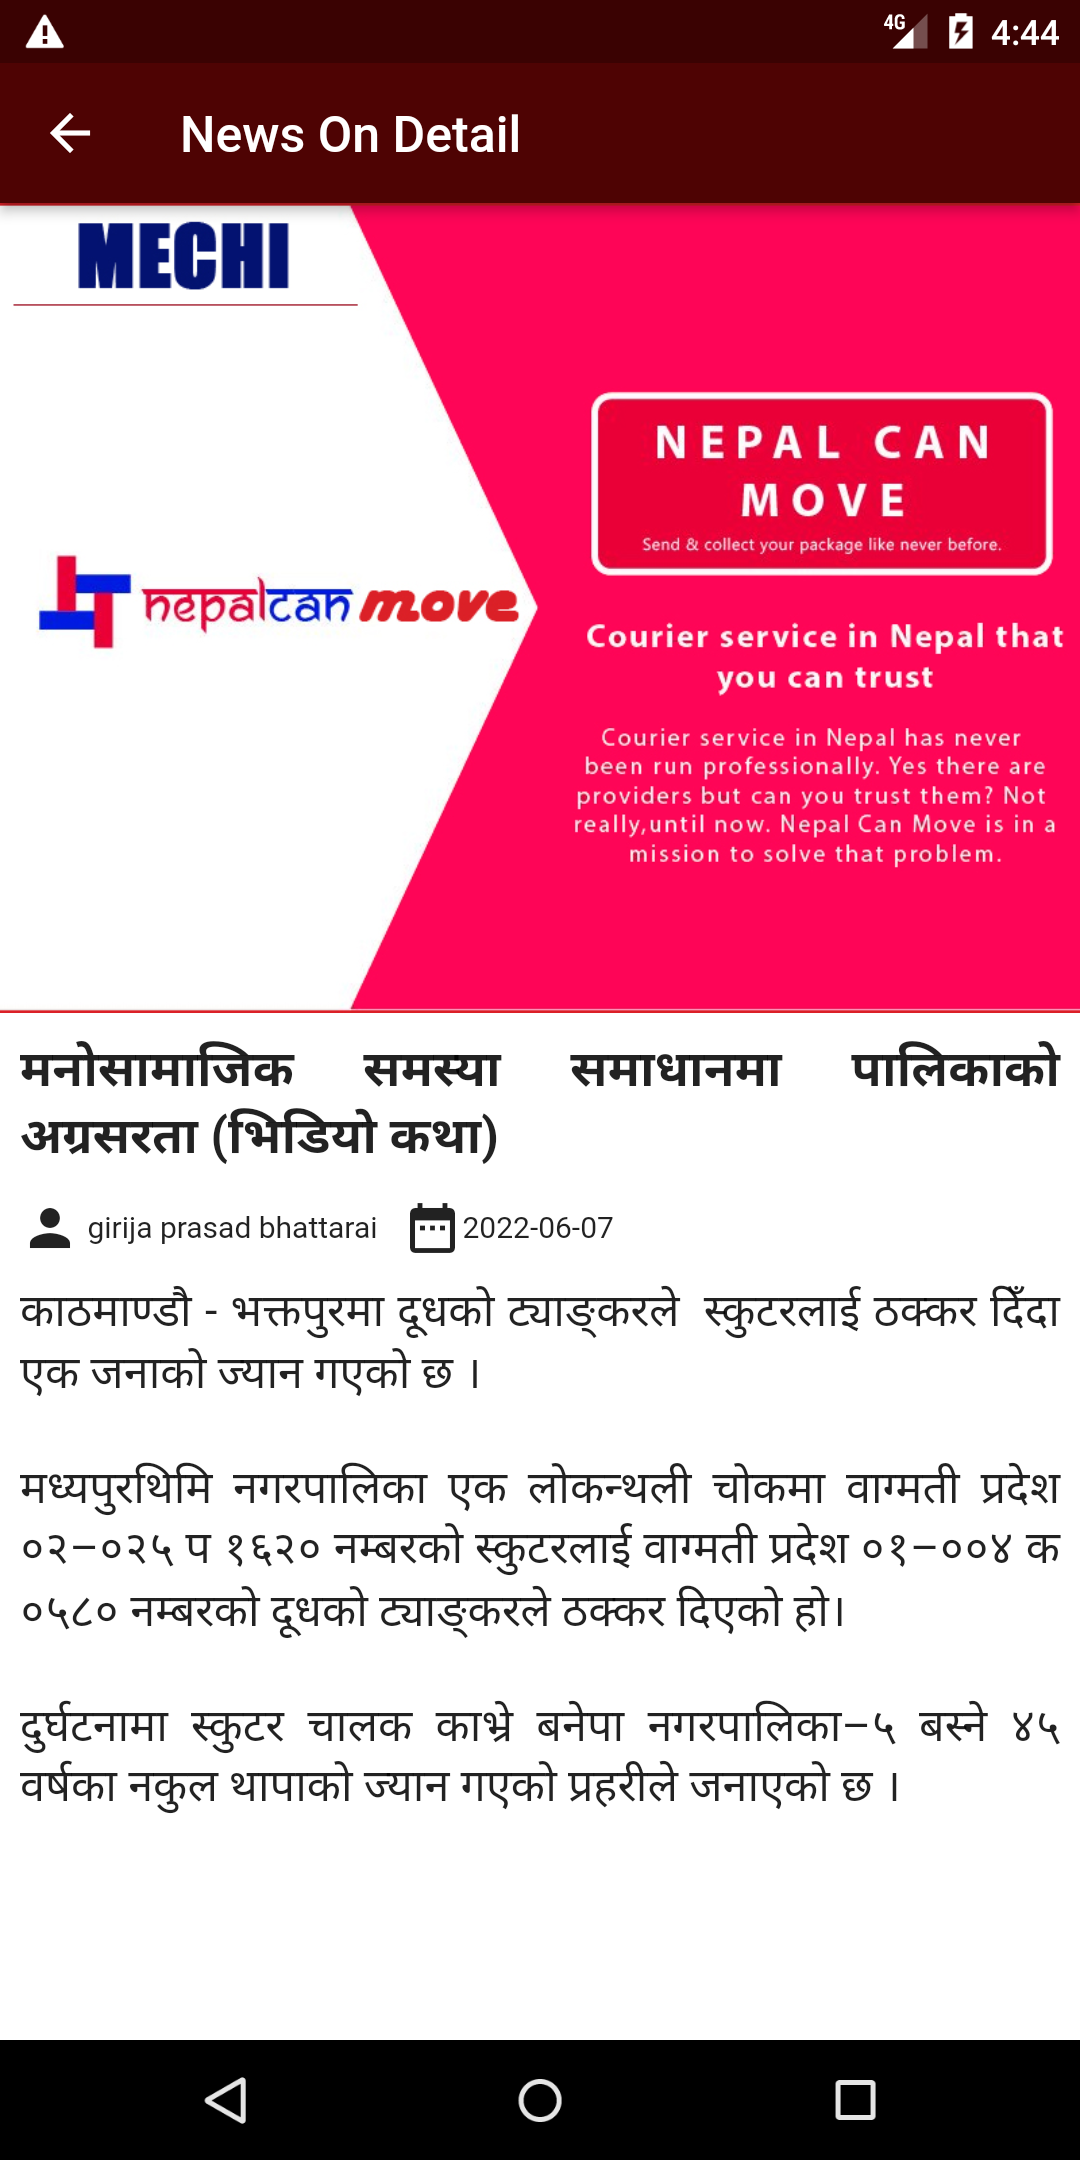 4G 4:44
News On Detail
MECHI
NEPAL CAN
MOVE
Send & collect your package like never before.
nepalcan move
Courier service in Nepal that
you can trust
Courier service in Nepal has never
been run professionally. Yes there are
providers but can you trust them? Not
really,until now. Nepal Can Move is in a
mission to solve that problem.
मनोसामाजिक समस्या समाधानमा पालिकाको
अग्रसरता (भिडियो कथा)
girija prasad bhattarai 2022-06-07
काठमाण्डौ - भक्तपुरमा दूधको ट्याङ्करले  स्कुटरलाई ठक्कर दिँदा
एक जनाको ज्यान गएको छ ।
मध्यपुरथिमि नगरपालिका एक लोकन्थली चोकमा वाग्मती प्रदेश
०२–०२५ प १६२० नम्बरको स्कुटरलाई वाग्मती प्रदेश ०१–००४ क
०५८० नम्बरको दूधको ट्याङ्करले ठक्कर दिएको हो।
दुर्घटनामा स्कुटर चालक काभ्रे बनेपा नगरपालिका–५ बस्ने ४५
वर्षका नकुल थापाको ज्यान गएको प्रहरीले जनाएको छ ।